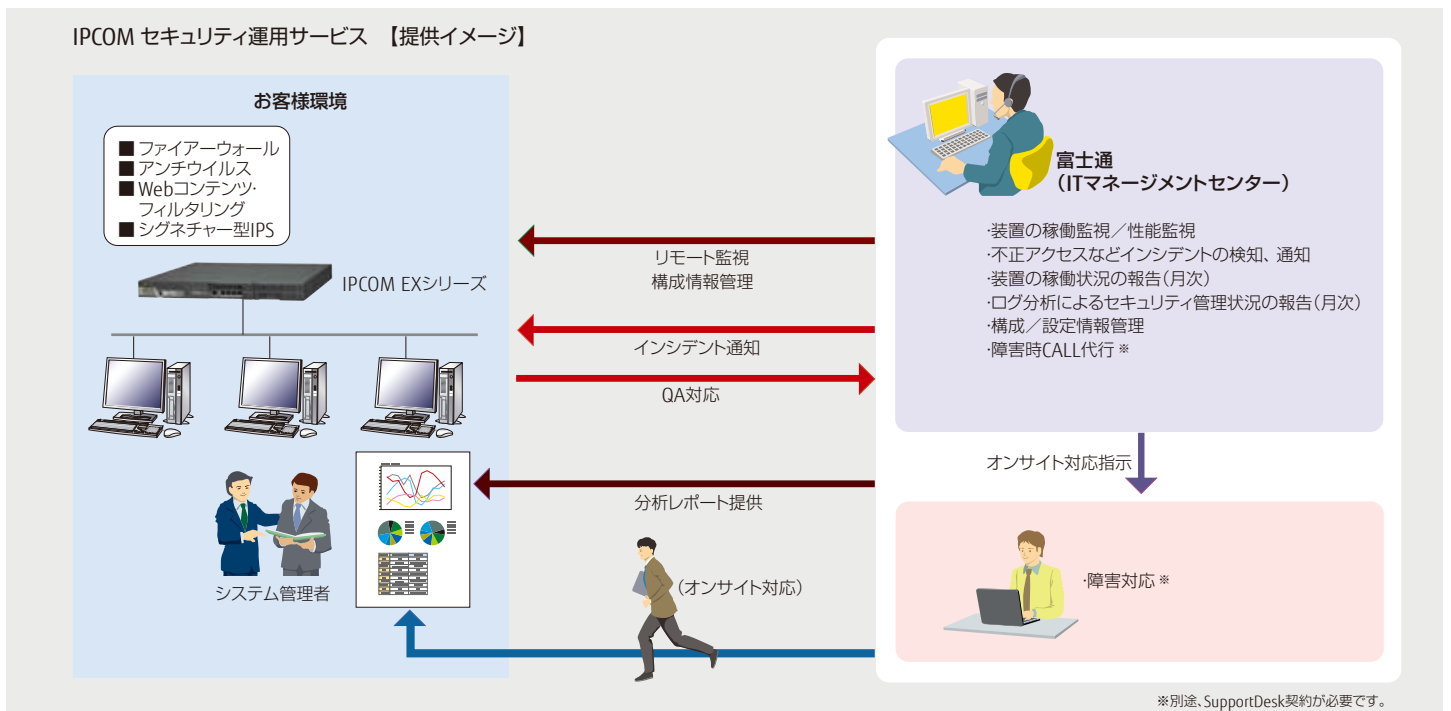 IPCOM セキュリティ運用サービス 【提供イメージ】
お客様環境
■ ファイアーウォール
■ アンチウイルス
■ Webコンテンツ・
フィルタリング
■ シグネチャー型IPS
IPCOM EXシリーズ
システム管理者
リモート監視
構成情報管理
インシデント通知
QA対応
分析レポート提供
(オンサイト対応)
富士通
(ITマネージメントセンター)
・装置の稼働監視／性能監視
・不正アクセスなどインシデントの検知、通知
・装置の稼働状況の報告(月次)
・ログ分析によるセキュリティ管理状況の報告(月次)
・構成／設定情報管理
・障害時CALL代行 ※
オンサイト対応指示
・障害対応 ※
※別途、SupportDesk契約が必要です。